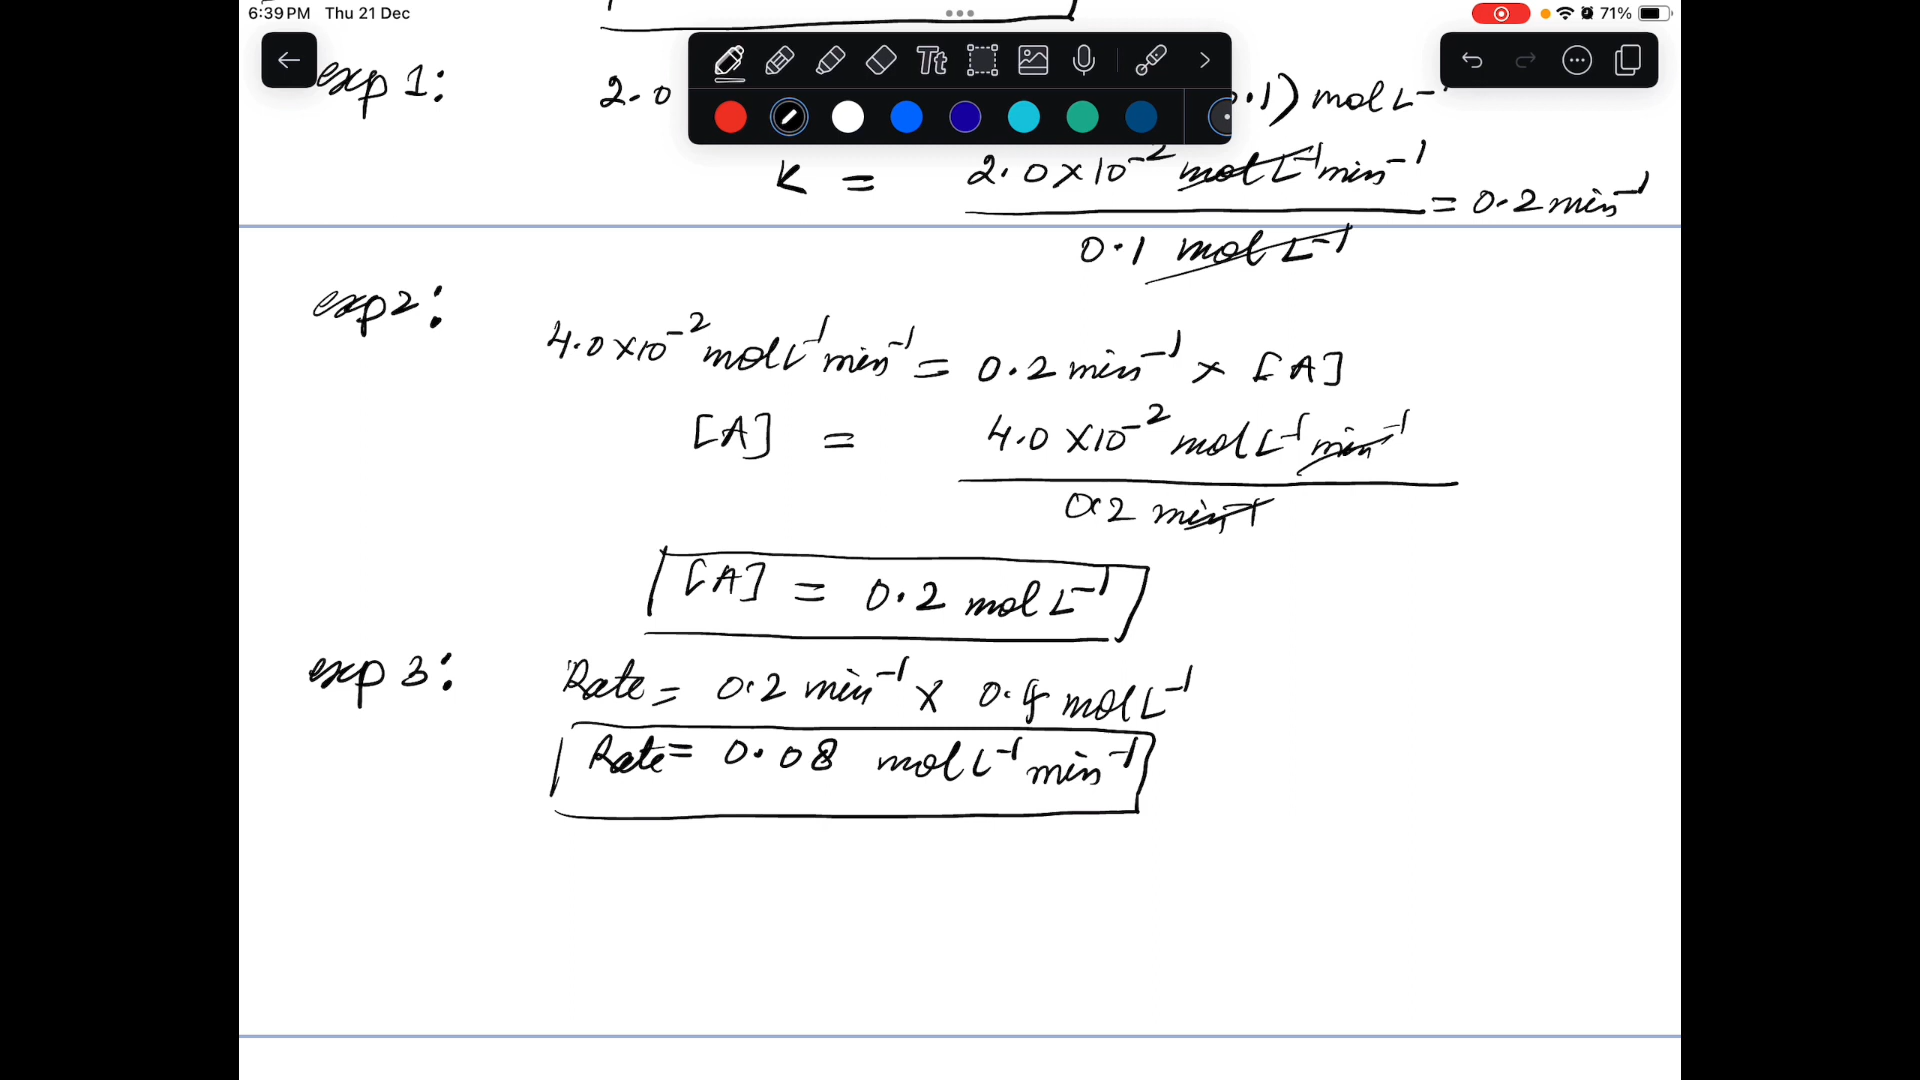 6:39 PM Thu 21 Dec
71%
Tt
exp 1: 2.0 .1) mol L⁻¹
K = 2.0 × 10⁻² mol L⁻¹ min⁻¹
= 0.2 min⁻¹
0.1 mol L⁻¹
exp 2:
4.0 × 10⁻² mol L⁻¹ min⁻¹ = 0.2 min⁻¹ × [A]
[A] = 4.0 × 10⁻² mol L⁻¹ min⁻¹
0.2 min⁻¹
[A] = 0.2 mol L⁻¹
exp 3: Rate = 0.2 min⁻¹ × 0.4 mol L⁻¹
Rate = 0.08 mol L⁻¹ min⁻¹